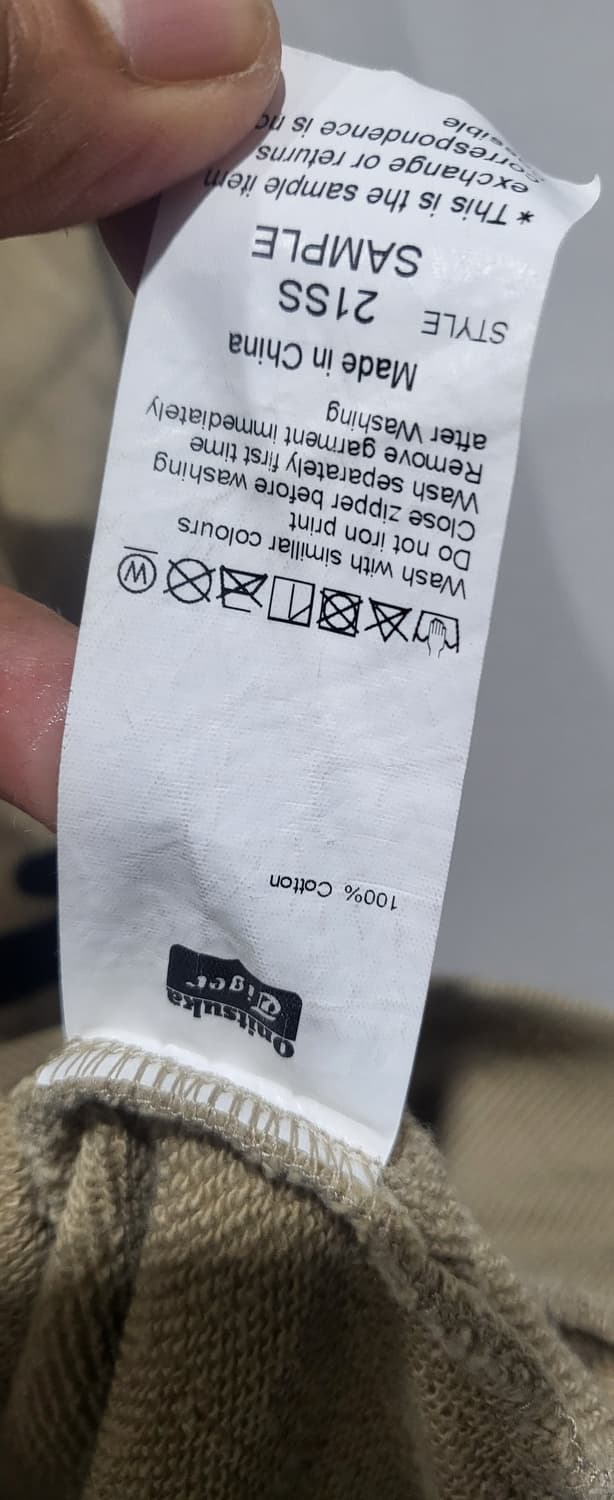 Onitsuka
Tiger
100% Cotton
W
Wash with simillar colours
Do not iron print
Close zipper before washing
Wash separately first time
Remove garment immediately
after Washing
Made in China
STYLE 21SS
SAMPLE
* This is the sample item
exchange or returns
correspondence is